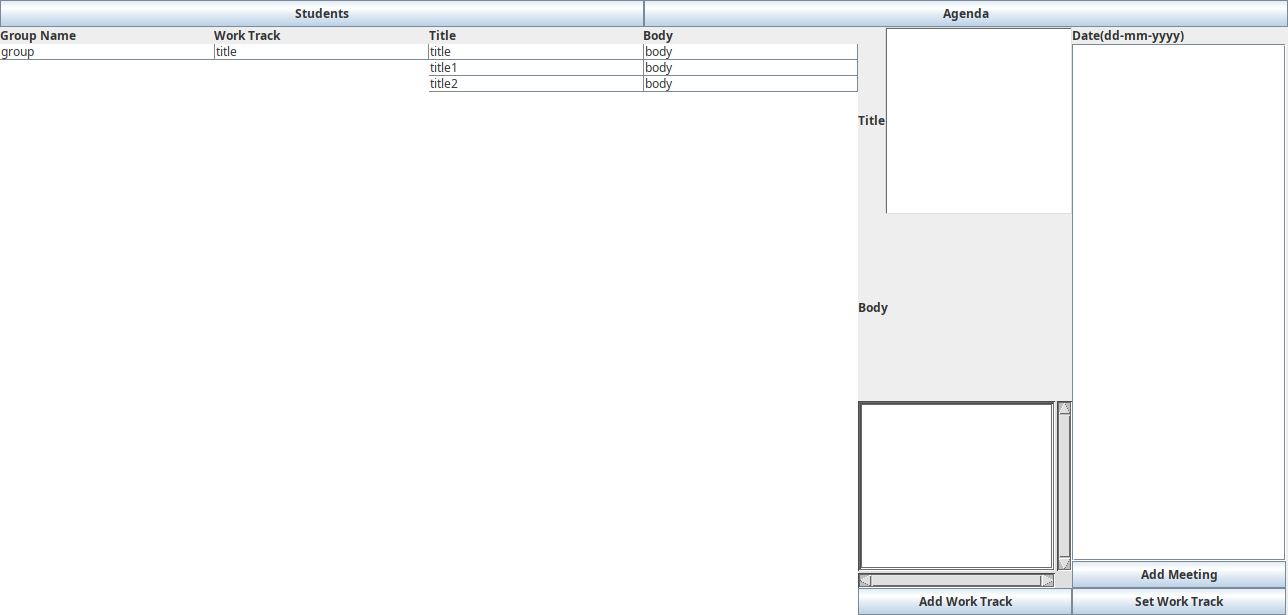 Students Agenda
Group Name Work Track Title Body Date(dd-mm-yyyy)
group title title body
title1 body
title2 body
Title
Body
Add Meeting
Add Work Track Set Work Track